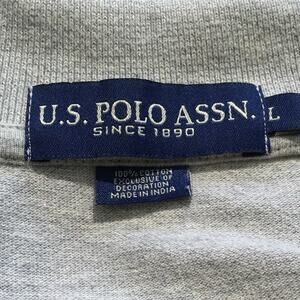 U.S. POLO ASSN.
SINCE 1890
L
100% COTTON
EXCLUSIVE OF
DECORATION
MADE IN INDIA